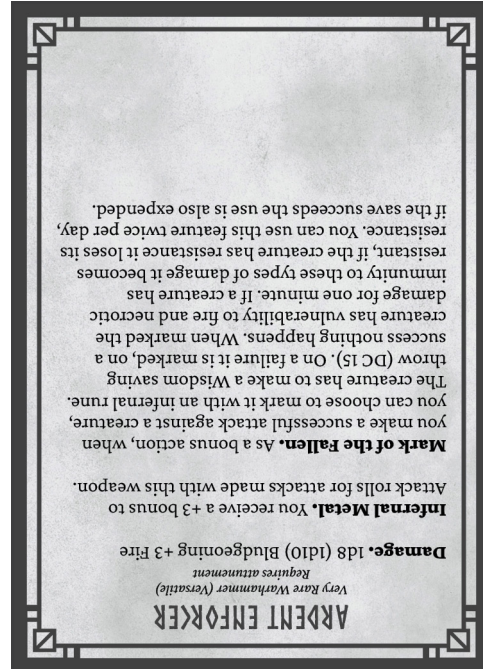 ARDENT ENFORCER
Very Rare Warhammer (Versatile)
Requires attunement
Damage. 1d8 (1d10) Bludgeoning +3 Fire
Infernal Metal. You receive a +3 bonus to
Attack rolls for attacks made with this weapon.
Mark of the Fallen. As a bonus action, when
you make a successful attack against a creature,
you can choose to mark it with an infernal rune.
The creature has to make a Wisdom saving
throw (DC 15). On a failure it is marked, on a
success nothing happens. When marked the
creature has vulnerability to fire and necrotic
damage for one minute. If a creature has
immunity to these types of damage it becomes
resistant, if the creature has resistance it loses its
resistance. You can use this feature twice per day,
if the save succeeds the use is also expended.